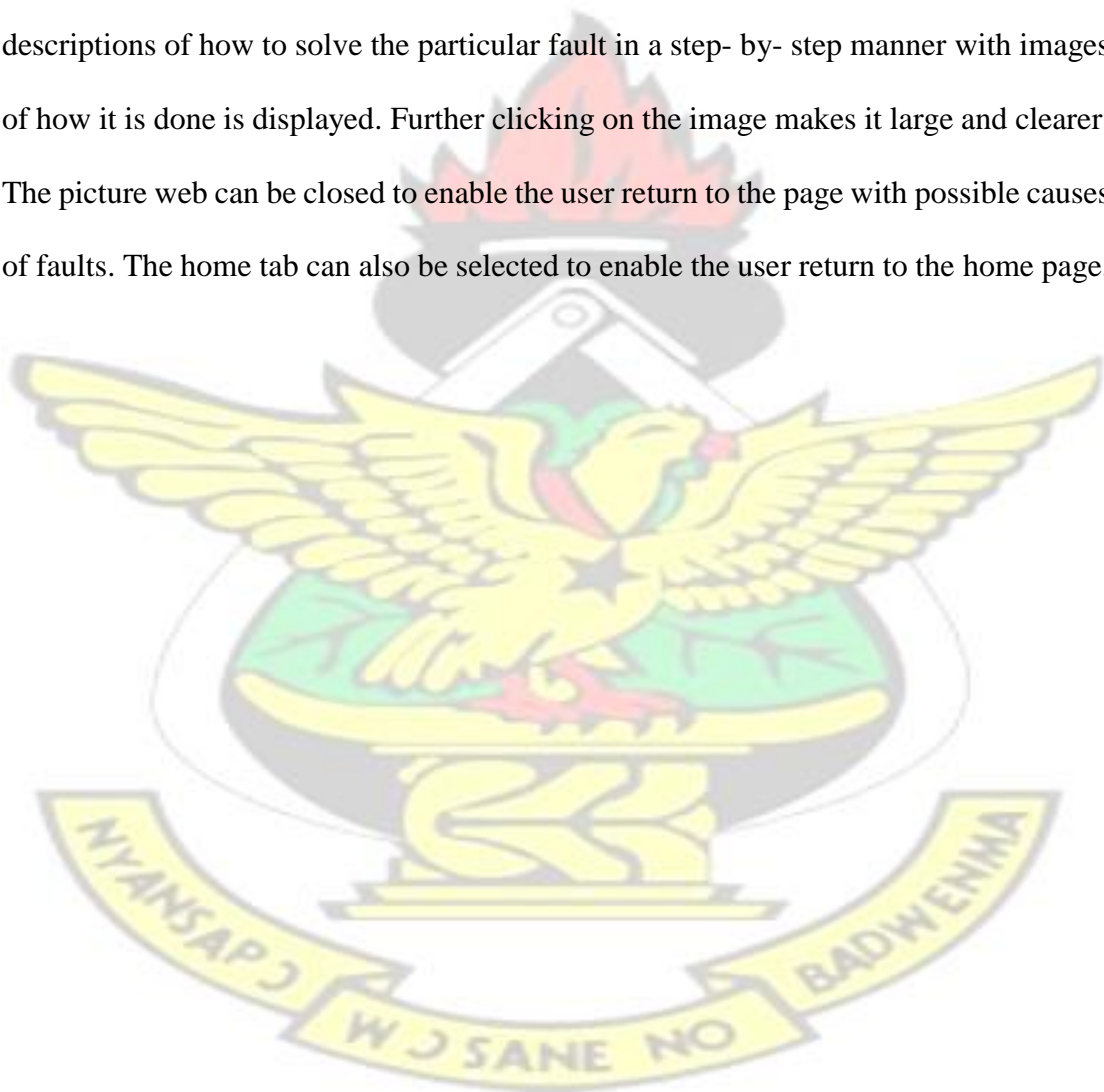 descriptions of how to solve the particular fault in a step- by- step manner with images
of how it is done is displayed. Further clicking on the image makes it large and clearer
The picture web can be closed to enable the user return to the page with possible causes
of faults. The home tab can also be selected to enable the user return to the home page.
NYANSAPƆ
WƆ SANE NO
BADWENMA